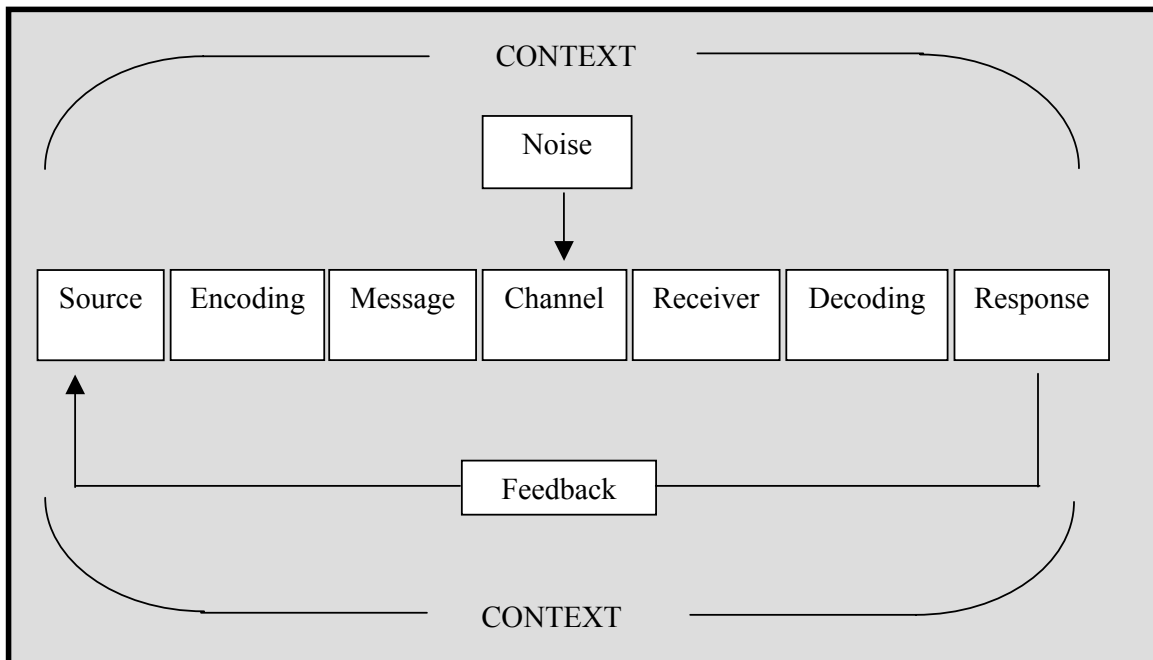 CONTEXT
Noise
Source Encoding Message Channel Receiver Decoding Response
Feedback
CONTEXT